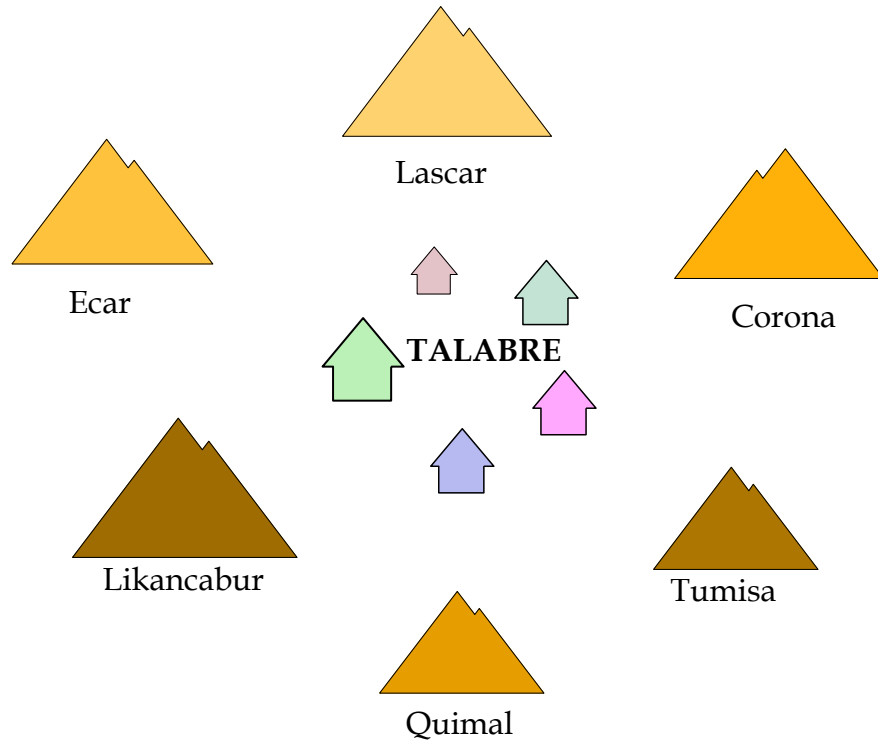 Lascar
Ecar
Corona
TALABRE
Likancabur
Tumisa
Quimal